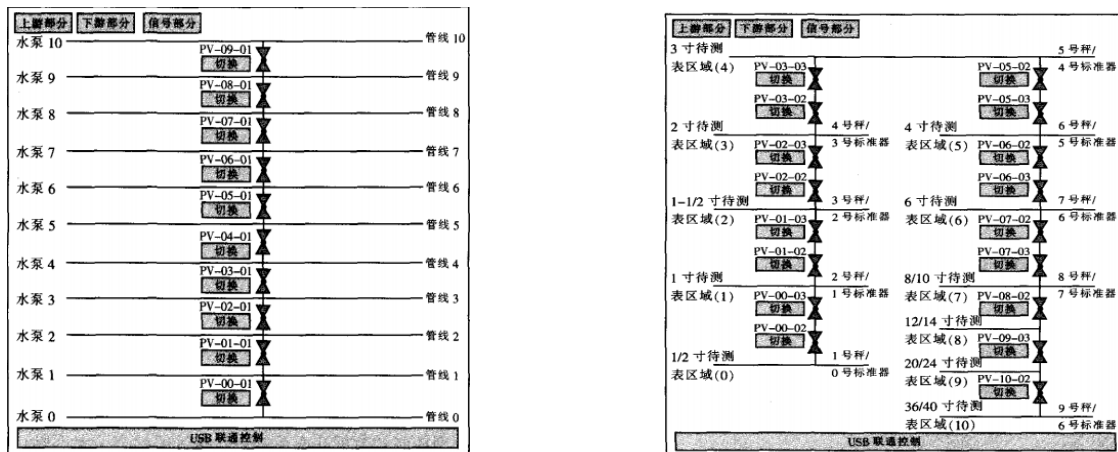 上游部分 下游部分 信号部分
水泵 10 管线 10
PV-09-01
切换
水泵 9 管线 9
PV-08-01
切换
水泵 8 管线 8
PV-07-01
切换
水泵 7 管线 7
PV-06-01
切换
水泵 6 管线 6
PV-05-01
切换
水泵 5 管线 5
PV-04-01
切换
水泵 4 管线 4
PV-03-01
切换
水泵 3 管线 3
PV-02-01
切换
水泵 2 管线 2
PV-01-01
切换
水泵 1 管线 1
PV-00-01
切换
水泵 0 管线 0
USB 联通控制
上游部分 下游部分 信号部分
3 寸待测
表区域(4)
PV-03-03
切换
PV-03-02
切换
2 寸待测 4 号秤/
表区域(3) 3 号标准器
PV-02-03
切换
PV-02-02
切换
1-1/2 寸待测 3 号秤/
表区域(2) 2 号标准器
PV-01-03
切换
PV-01-02
切换
1 寸待测 2 号秤/
表区域(1) 1 号标准器
PV-00-03
切换
PV-00-02
切换
1/2 寸待测 1 号秤/
表区域(0) 0 号标准器
5 号秤/
4 号标准器
PV-05-02
切换
PV-05-03
切换
4 寸待测 6 号秤/
表区域(5) 5 号标准器
PV-06-02
切换
PV-06-03
切换
6 寸待测 7 号秤/
表区域(6) 6 号标准器
PV-07-02
切换
PV-07-03
切换
8/10 寸待测 8 号秤/
表区域(7) 7 号标准器
PV-08-02
切换
12/14 寸待测
表区域(8)
PV-09-03
切换
20/24 寸待测
表区域(9)
PV-10-02
切换
36/40 寸待测 9 号秤/
表区域(10) 6 号标准器
USB 联通控制